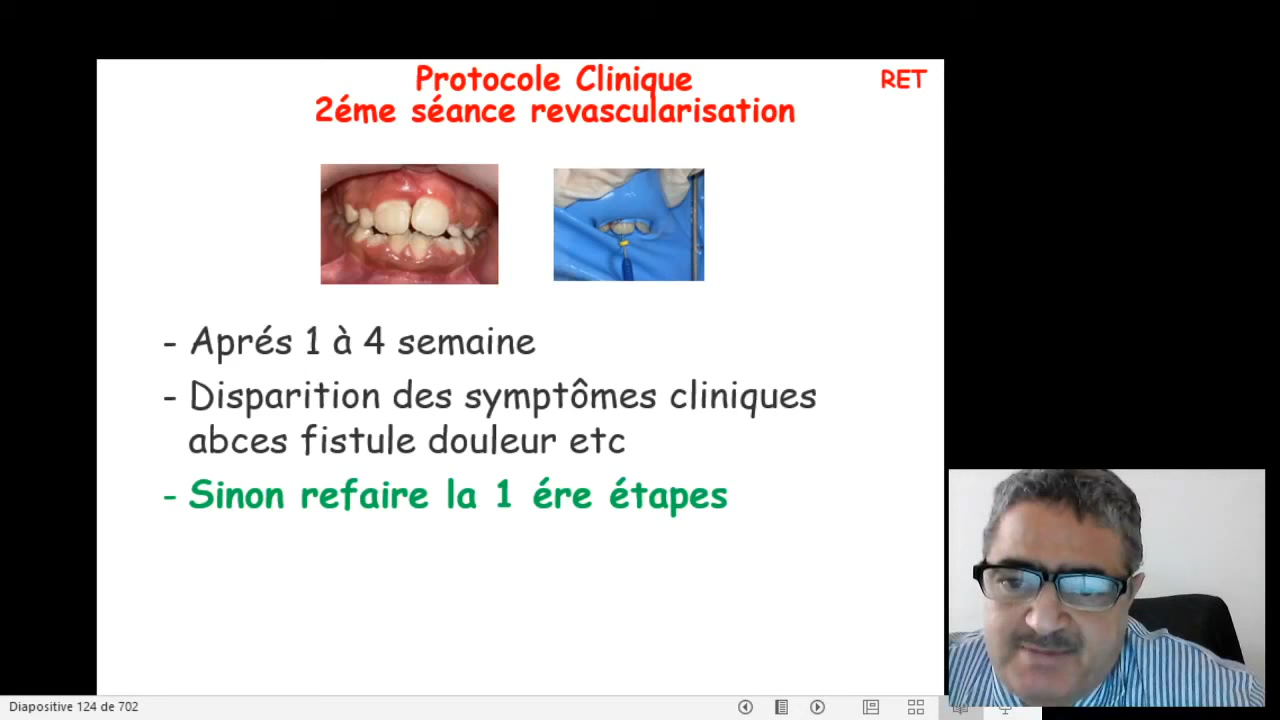 Protocole Clinique
RET
2éme séance revascularisation
- Aprés 1 à 4 semaine
- Disparition des symptômes cliniques
abces fistule douleur etc
- Sinon refaire la 1 ére étapes
Diapositive 124 de 702